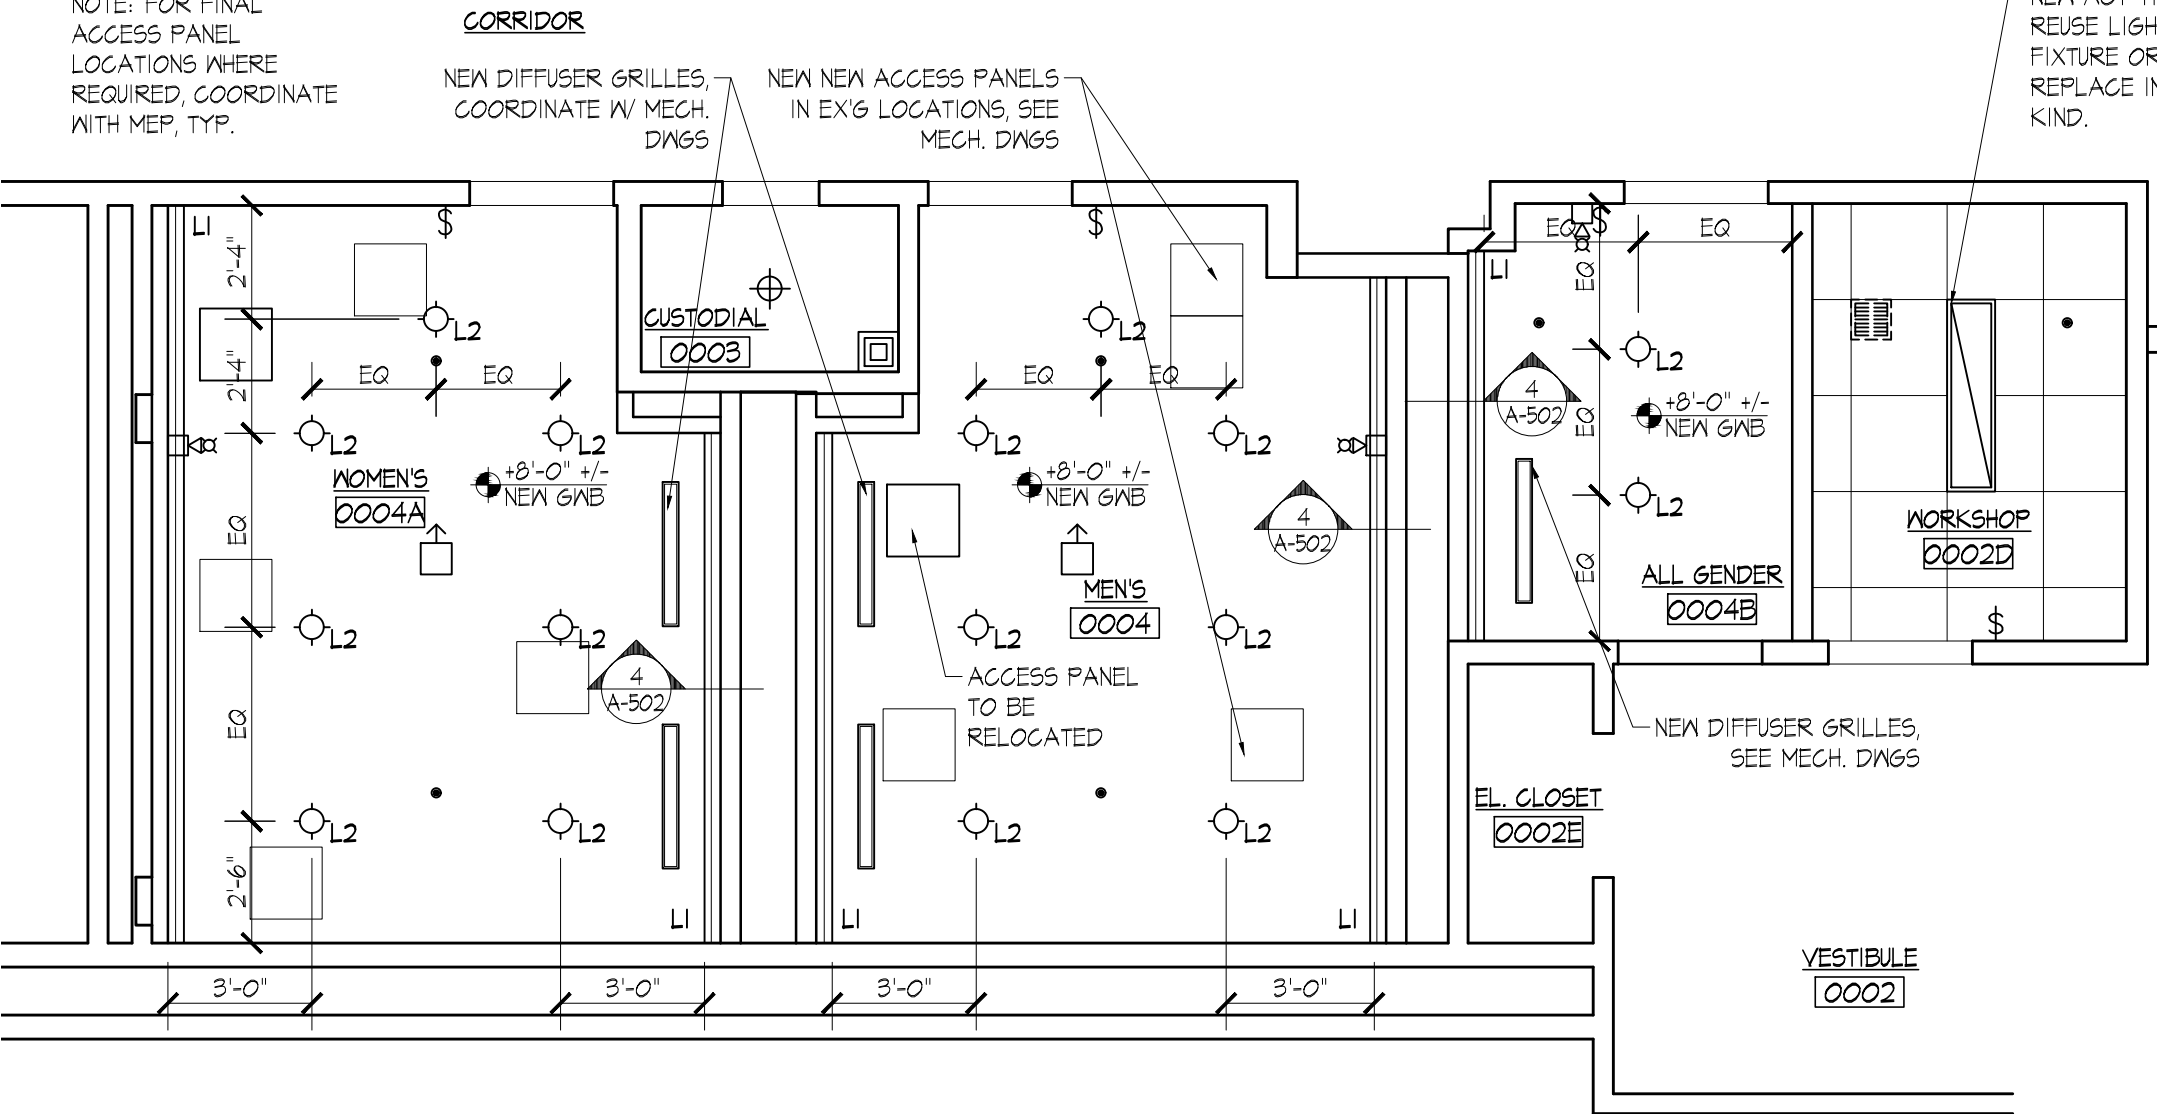 NOTE: FOR FINAL
ACCESS PANEL
LOCATIONS WHERE
REQUIRED, COORDINATE
WITH MEP, TYP.
CORRIDOR
NEW DIFFUSER GRILLES,
COORDINATE W/ MECH.
DWGS
NEW NEW ACCESS PANELS
IN EX'G LOCATIONS, SEE
MECH. DWGS
REUSE LIGH
FIXTURE OR
REPLACE IN
KIND.
L1
2'-4"
2'-4"
EQ
EQ
2'-6"
$
L2
EQ
EQ
L2
L2
WOMEN'S
0004A
+8'-0" +/-
NEW GWB
L2
L2
4
A-502
L2
L2
L1
CUSTODIAL
0003
$
L2
EQ
EQ
L2
L2
+8'-0" +/-
NEW GWB
4
A-502
MEN'S
0004
L2
L2
ACCESS PANEL
TO BE
RELOCATED
L2
L2
L1
L1
L1
EQ
$
EQ
EQ
L2
4
A-502
EQ
+8'-0" +/-
NEW GWB
L2
EQ
ALL GENDER
0004B
WORKSHOP
0002D
$
NEW DIFFUSER GRILLES,
SEE MECH. DWGS
EL. CLOSET
0002E
VESTIBULE
0002
3'-0"
3'-0"
3'-0"
3'-0"